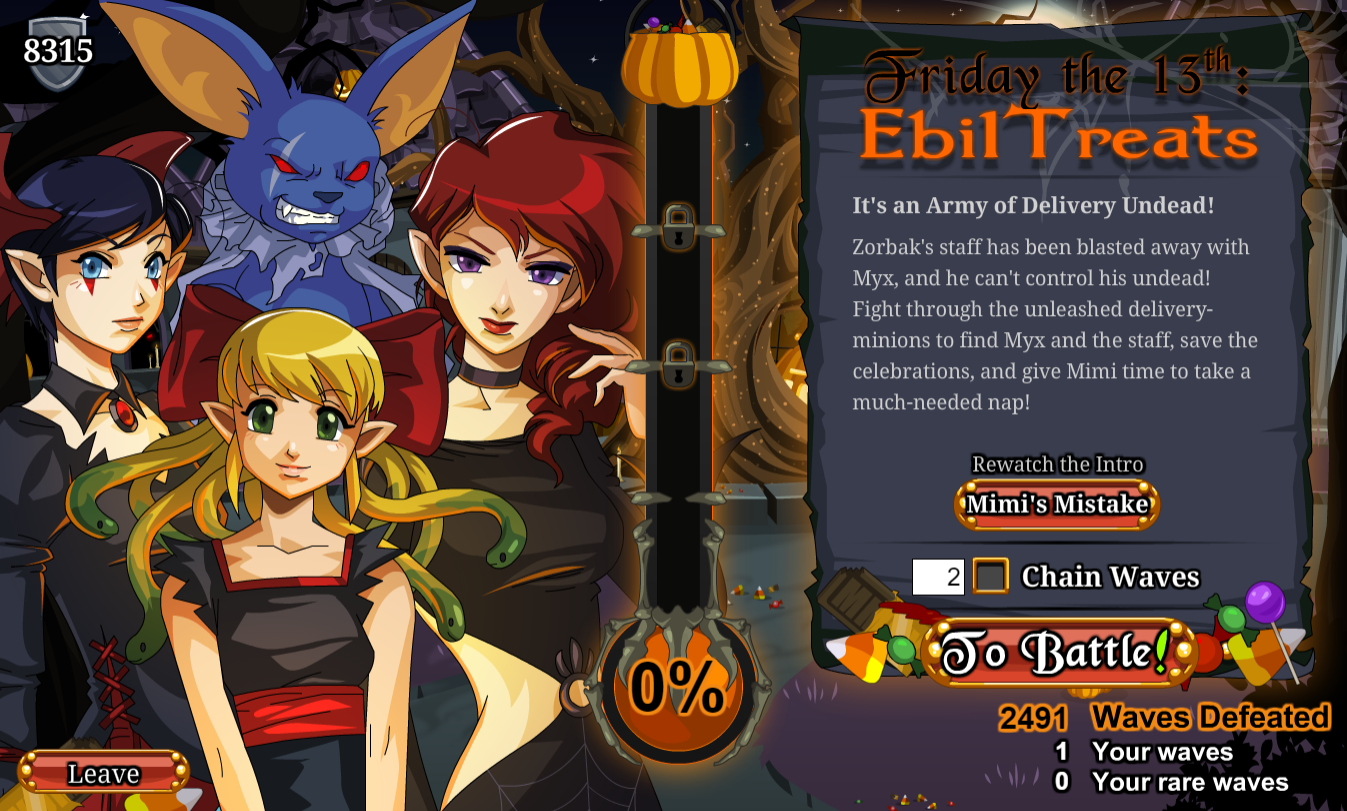 8315
Friday the 13th:
Ebil Treats
It's an Army of Delivery Undead!
Zorbak's staff has been blasted away with
Myx, and he can't control his undead!
Fight through the unleashed delivery-
minions to find Myx and the staff, save the
celebrations, and give Mimi time to take a
much-needed nap!
Rewatch the Intro
Mimi's Mistake
2 Chain Waves
To Battle!
0%
2491 Waves Defeated
1 Your waves
0 Your rare waves
Leave